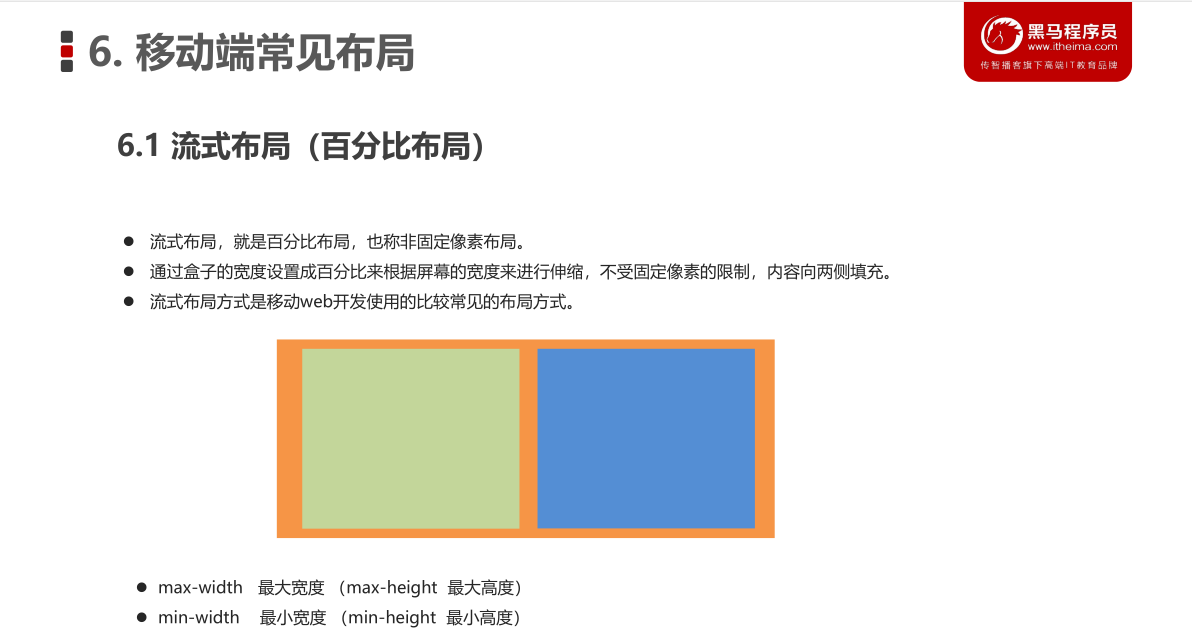 6. 移动端常见布局
黑马程序员
www.itheima.com
传智播客旗下高端IT教育品牌
6.1 流式布局（百分比布局）
● 流式布局，就是百分比布局，也称非固定像素布局。
● 通过盒子的宽度设置成百分比来根据屏幕的宽度来进行伸缩，不受固定像素的限制，内容向两侧填充。
● 流式布局方式是移动web开发使用的比较常见的布局方式。
● max-width 最大宽度 （max-height 最大高度）
● min-width 最小宽度 （min-height 最小高度）